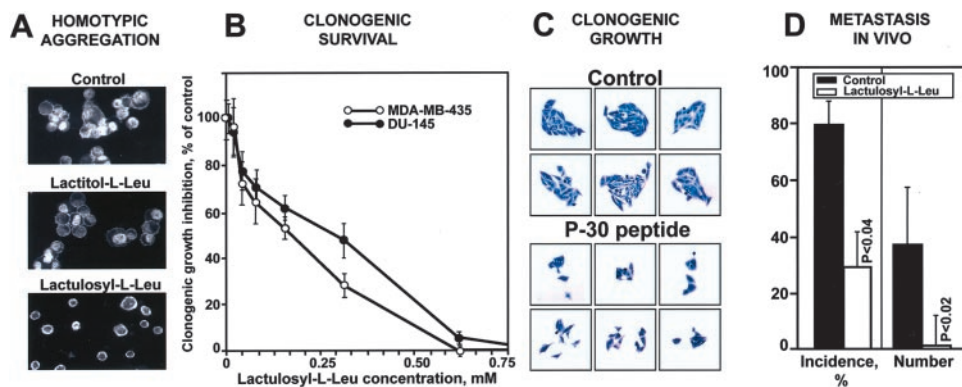 A
HOMOTYPIC
AGGREGATION
Control
Lactitol-L-Leu
Lactulosyl-L-Leu
B
CLONOGENIC
SURVIVAL
Clonogenic growth inhibition, % of control
100
80
60
40
20
0
MDA-MB-435
DU-145
0 0.25 0.50 0.75
Lactulosyl-L-Leu concentration, mM
C
CLONOGENIC
GROWTH
Control
P-30 peptide
D
METASTASIS
IN VIVO
100
80
60
40
20
0
Control
Lactulosyl-L-Leu
P<0.04
P<0.02
Incidence,
%
Number